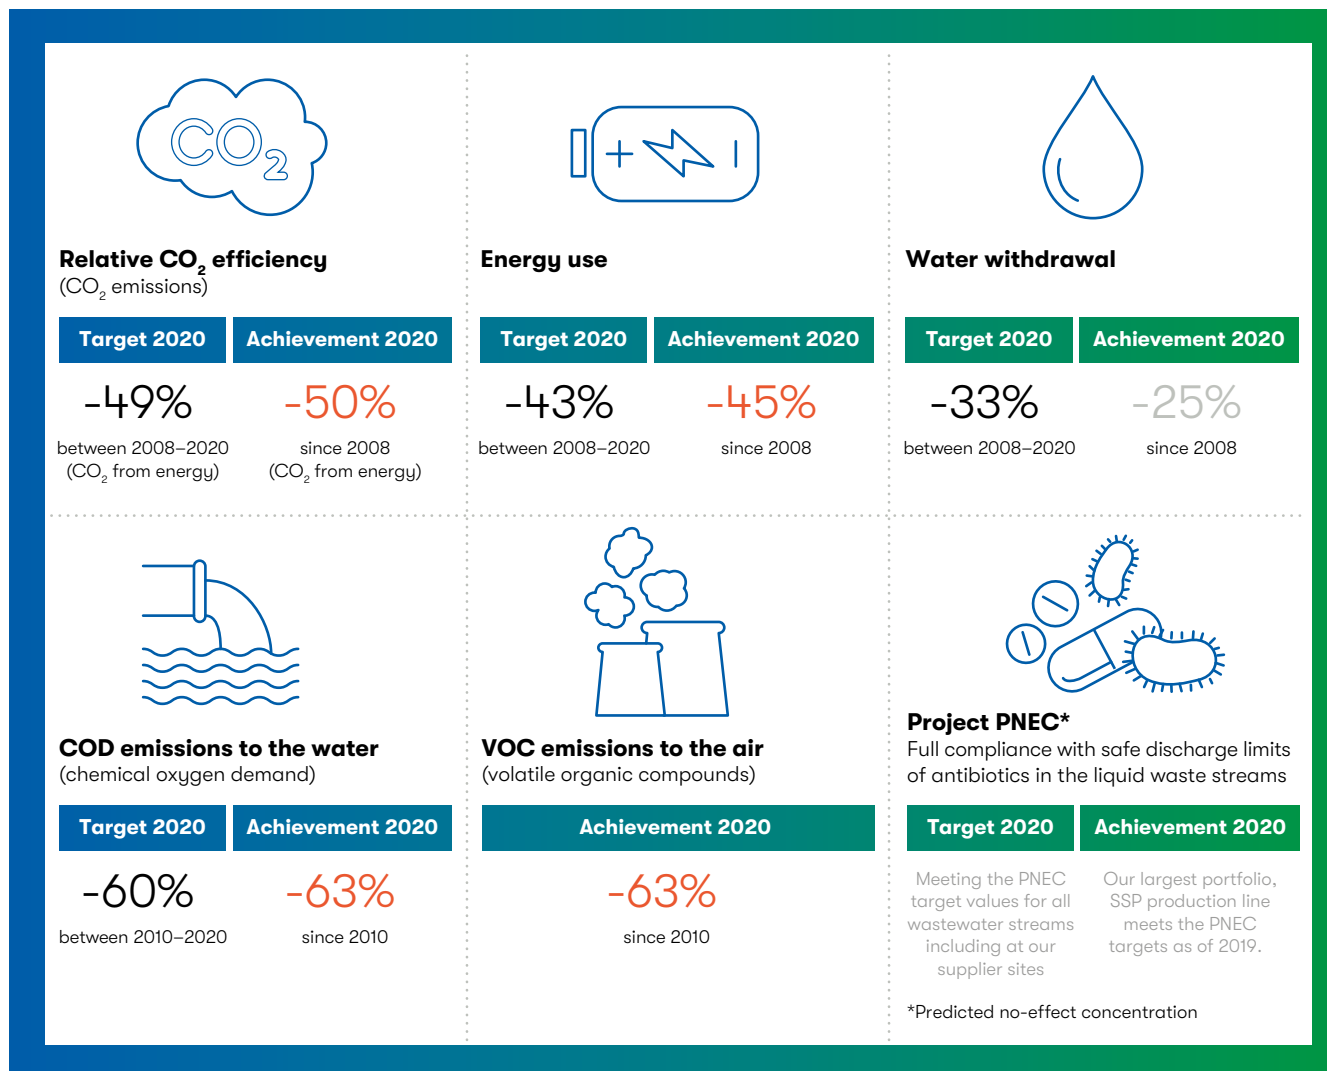 CO2
Relative CO2 efficiency
(CO2 emissions)
Target 2020
Achievement 2020
-49%
between 2008–2020
(CO2 from energy)
-50%
since 2008
(CO2 from energy)
Energy use
Target 2020
Achievement 2020
-43%
between 2008–2020
-45%
since 2008
Water withdrawal
Target 2020
Achievement 2020
-33%
between 2008–2020
-25%
since 2008
COD emissions to the water
(chemical oxygen demand)
Target 2020
Achievement 2020
-60%
between 2010–2020
-63%
since 2010
VOC emissions to the air
(volatile organic compounds)
Achievement 2020
-63%
since 2010
Project PNEC*
Full compliance with safe discharge limits
of antibiotics in the liquid waste streams
Target 2020
Achievement 2020
Meeting the PNEC
target values for all
wastewater streams
including at our
supplier sites
Our largest portfolio,
SSP production line
meets the PNEC
targets as of 2019.
*Predicted no-effect concentration